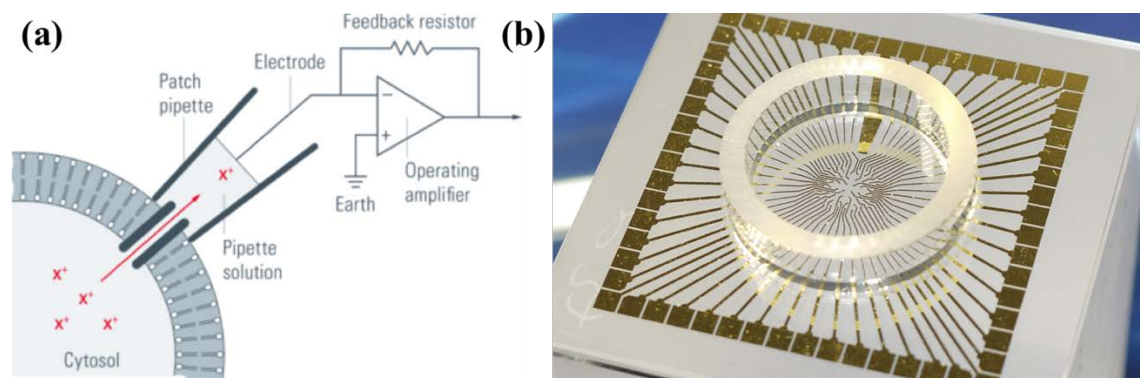 (a)
Feedback resistor
Electrode
Patch
pipette
−
+
X⁺
Operating
amplifier
Earth
Pipette
solution
X⁺
X⁺
X⁺
X⁺
Cytosol
(b)